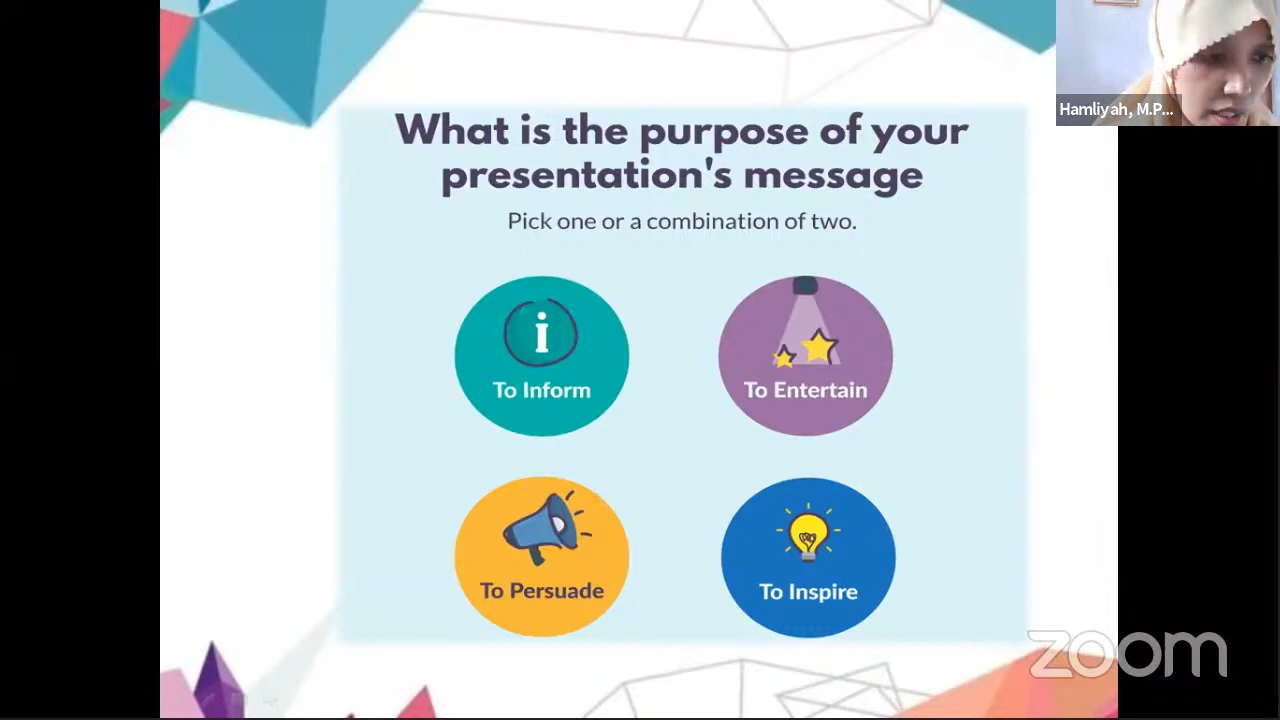 What is the purpose of your
presentation's message
Pick one or a combination of two.
i
To Inform
To Entertain
To Persuade
To Inspire
Hamliyah, M.P...
zoom